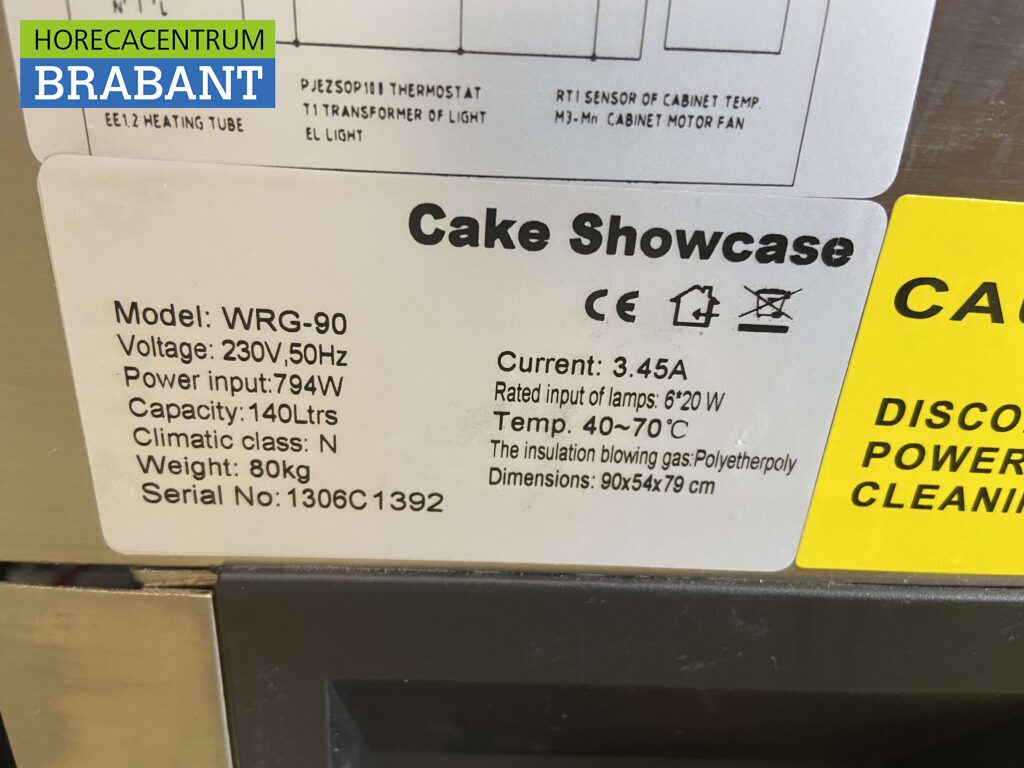 N' L
HORECACENTRUM
BRABANT
EE1,2 HEATING TUBE
PJEZSOP100 THERMOSTAT
T1 TRANSFORMER OF LIGHT
EL LIGHT
RT1 SENSOR OF CABINET TEMP.
M3-Mn CABINET MOTOR FAN
Cake Showcase
CE
Model: WRG-90
Voltage: 230V,50Hz
Power input:794W
Capacity:140Ltrs
Climatic class: N
Weight: 80kg
Serial No:1306C1392
Current: 3.45A
Rated input of lamps: 6*20 W
Temp. 40~70℃
The insulation blowing gas:Polyetherpoly
Dimensions: 90x54x79 cm
CAU
DISCO
POWER
CLEANI